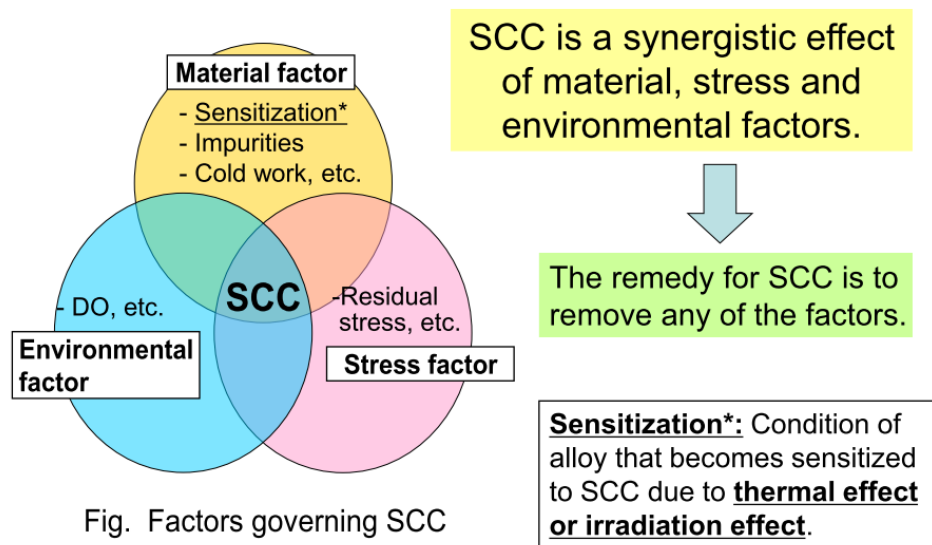 Material factor
- Sensitization*
- Impurities
- Cold work, etc.
- DO, etc.
Environmental
factor
SCC
-Residual
stress, etc.
Stress factor
Fig. Factors governing SCC
SCC is a synergistic effect
of material, stress and
environmental factors.
The remedy for SCC is to
remove any of the factors.
Sensitization*: Condition of
alloy that becomes sensitized
to SCC due to thermal effect
or irradiation effect.